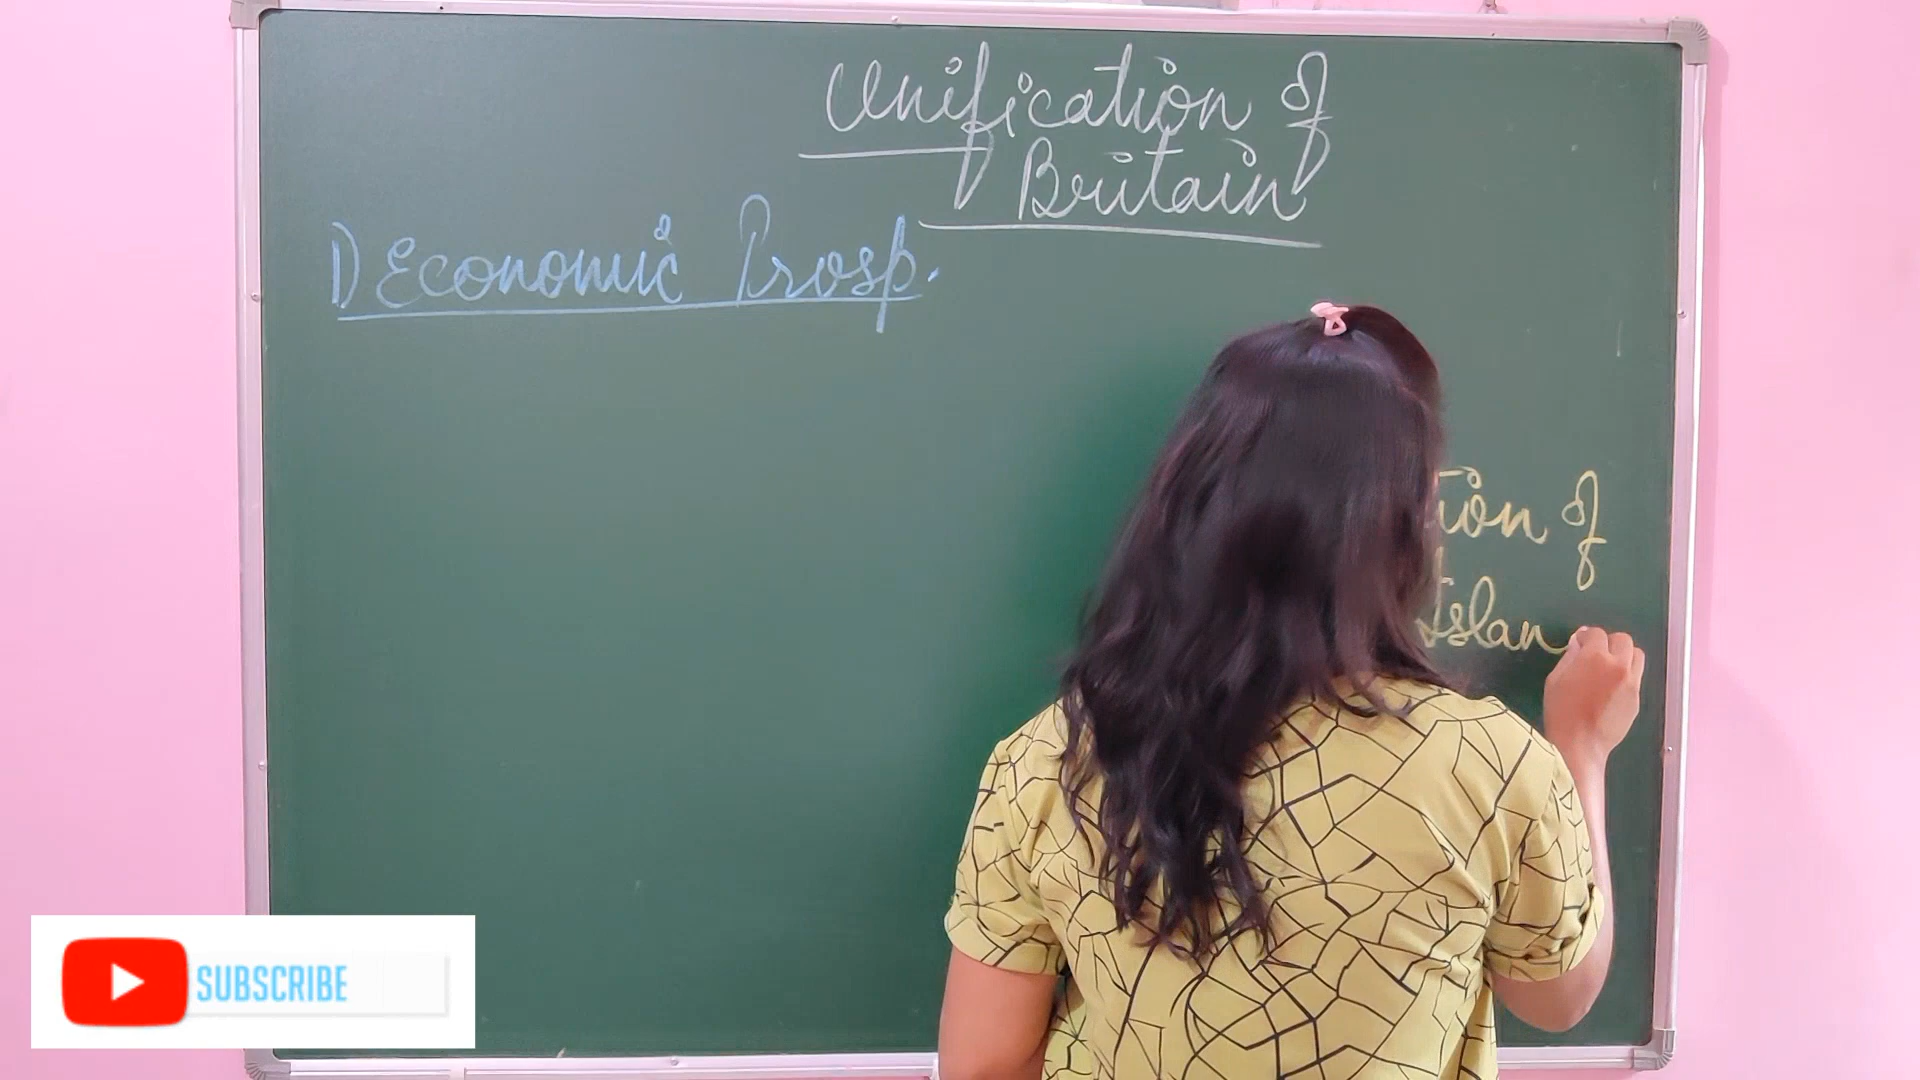 Unification of
Britain
1) Economic Prosp.
tion of
Islan
SUBSCRIBE